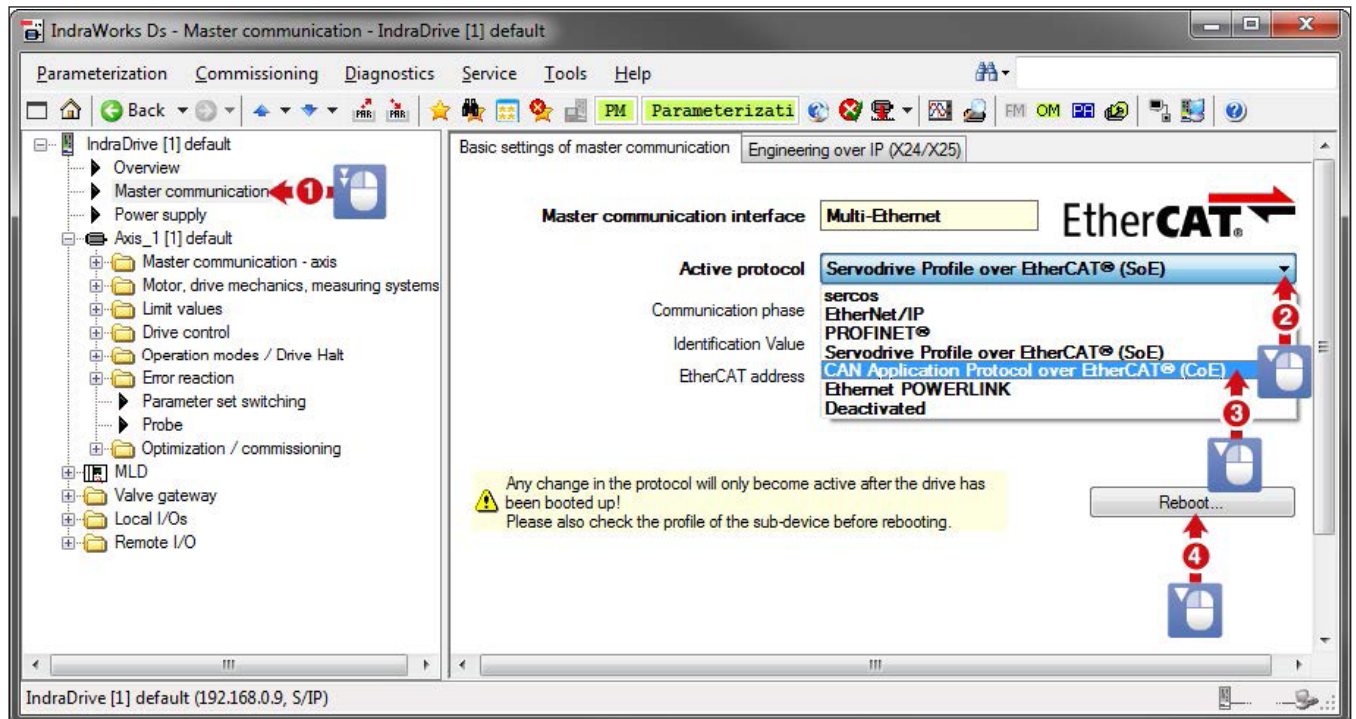 IndraWorks Ds - Master communication - IndraDrive [1] default
Parameterization Commissioning Diagnostics Service Tools Help
Back PAR PAR PM Parameterizati FM OM
IndraDrive [1] default
Overview
Master communication
1
Power supply
Axis_1 [1] default
Master communication - axis
Motor, drive mechanics, measuring systems
Limit values
Drive control
Operation modes / Drive Halt
Error reaction
Parameter set switching
Probe
Optimization / commissioning
MLD
Valve gateway
Local I/Os
Remote I/O
Basic settings of master communication Engineering over IP (X24/X25)
Master communication interface Multi-Ethernet
EtherCAT®
Active protocol Servodrive Profile over EtherCAT® (SoE)
2
Communication phase
Identification Value
EtherCAT address
sercos
EtherNet/IP
PROFINET®
Servodrive Profile over EtherCAT® (SoE)
CAN Application Protocol over EtherCAT® (CoE)
Ethernet POWERLINK
Deactivated
3
Any change in the protocol will only become active after the drive has
been booted up!
Please also check the profile of the sub-device before rebooting.
Reboot...
4
IndraDrive [1] default (192.168.0.9, S/IP)